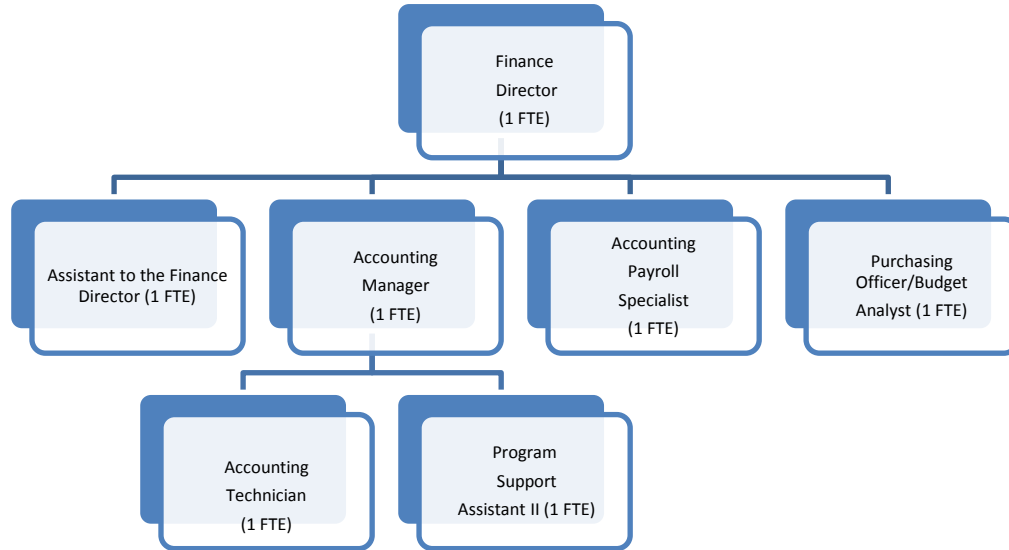 Finance
Director
(1 FTE)
Assistant to the Finance
Director (1 FTE)
Accounting
Manager
(1 FTE)
Accounting
Payroll
Specialist
(1 FTE)
Purchasing
Officer/Budget
Analyst (1 FTE)
Accounting
Technician
(1 FTE)
Program
Support
Assistant II (1 FTE)